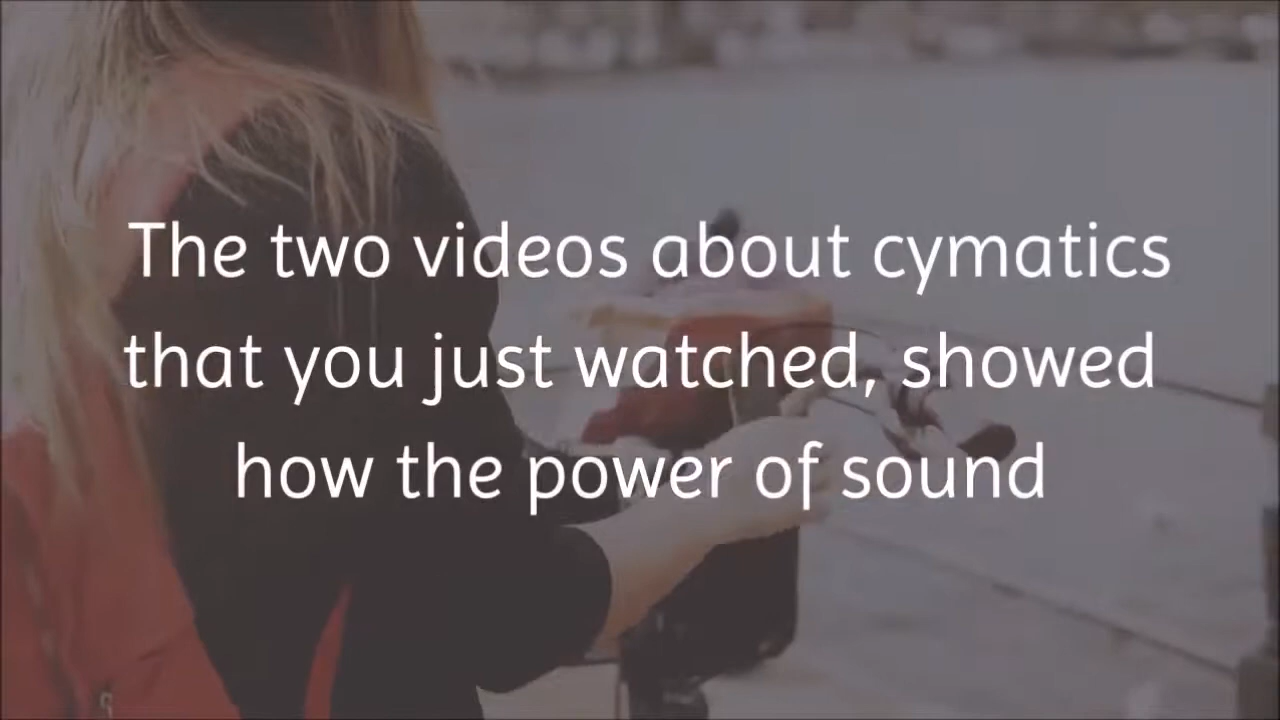 The two videos about cymatics
that you just watched, showed
how the power of sound